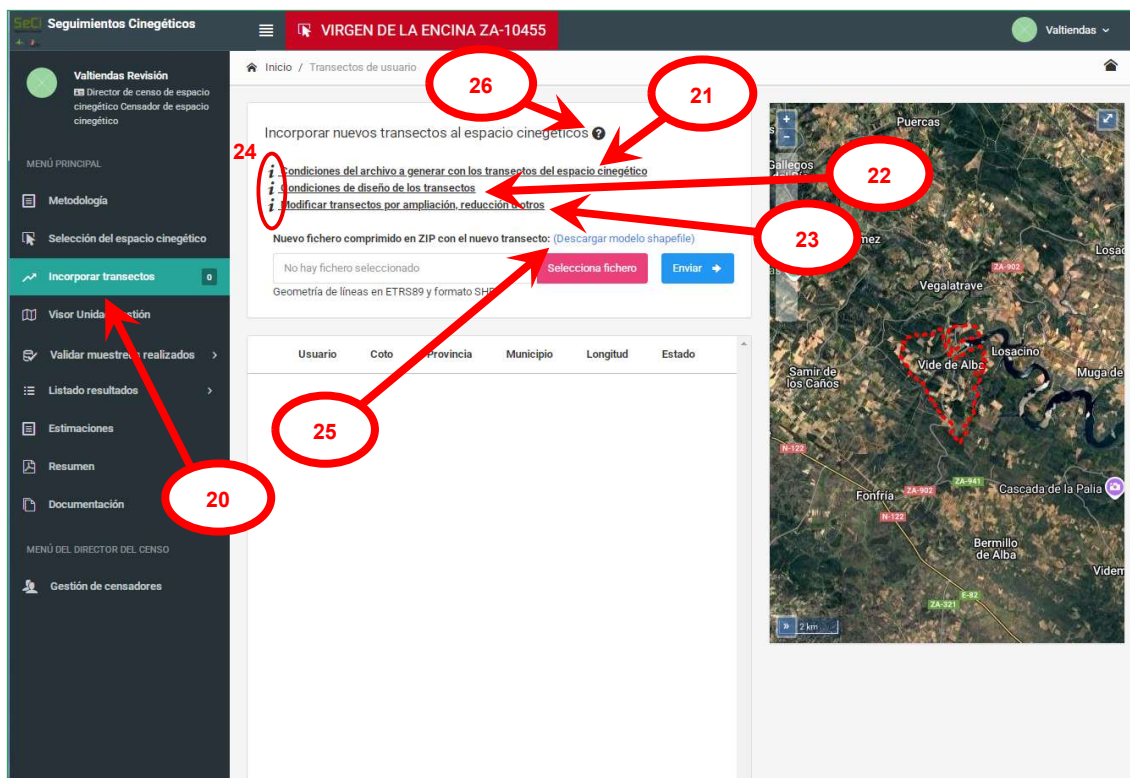 SeCi Seguimientos Cinegéticos
VIRGEN DE LA ENCINA ZA-10455
Valtiendas
Valtiendas Revisión
Director de censo de espacio
cinegético Censador de espacio
cinegético
MENÚ PRINCIPAL
Metodología
Selección del espacio cinegético
Incorporar transectos 0
Visor Unidad Gestión
Validar muestreos realizados
Listado resultados
Estimaciones
Resumen
Documentación
MENÚ DEL DIRECTOR DEL CENSO
Gestión de censadores
Inicio / Transectos de usuario
Incorporar nuevos transectos al espacio cinegéticos ?
i Condiciones del archivo a generar con los transectos del espacio cinegético
i Condiciones de diseño de los transectos
i Modificar transectos por ampliación, reducción u otros
Nuevo fichero comprimido en ZIP con el nuevo transecto: (Descargar modelo shapefile)
No hay fichero seleccionado
Selecciona fichero
Enviar
Geometría de líneas en ETRS89 y formato SHP
Usuario Coto Provincia Municipio Longitud Estado
20
21
22
23
24
25
26
+
-
Puercas
Gallegos
mez
Losac
ZA-902
Vegalatrave
Losacino
Vide de Alba
Muga de
Samir de
los Caños
N-122
ZA-941
Cascada de la Palia
Fonfría
ZA-902
N-122
Bermillo
de Alba
Videm
E-82
ZA-321
» 2 km